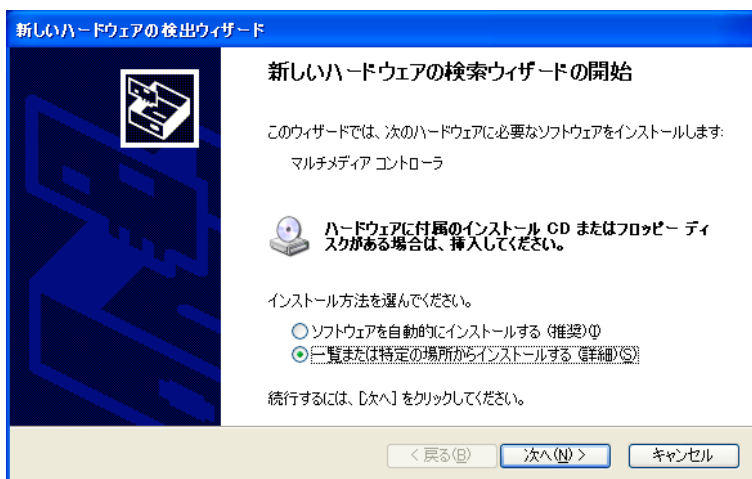 新しいハードウェアの検出ウィザード
新しいハードウェアの検索ウィザードの開始
このウィザードでは、次のハードウェアに必要なソフトウェアをインストールします:
マルチメディア コントローラ
ハードウェアに付属のインストール CD またはフロッピー ディ
スクがある場合は、挿入してください。
インストール方法を選んでください。
ソフトウェアを自動的にインストールする (推奨)(I)
一覧または特定の場所からインストールする (詳細)(S)
続行するには、[次へ] をクリックしてください。
< 戻る(B) 次へ(N) > キャンセル